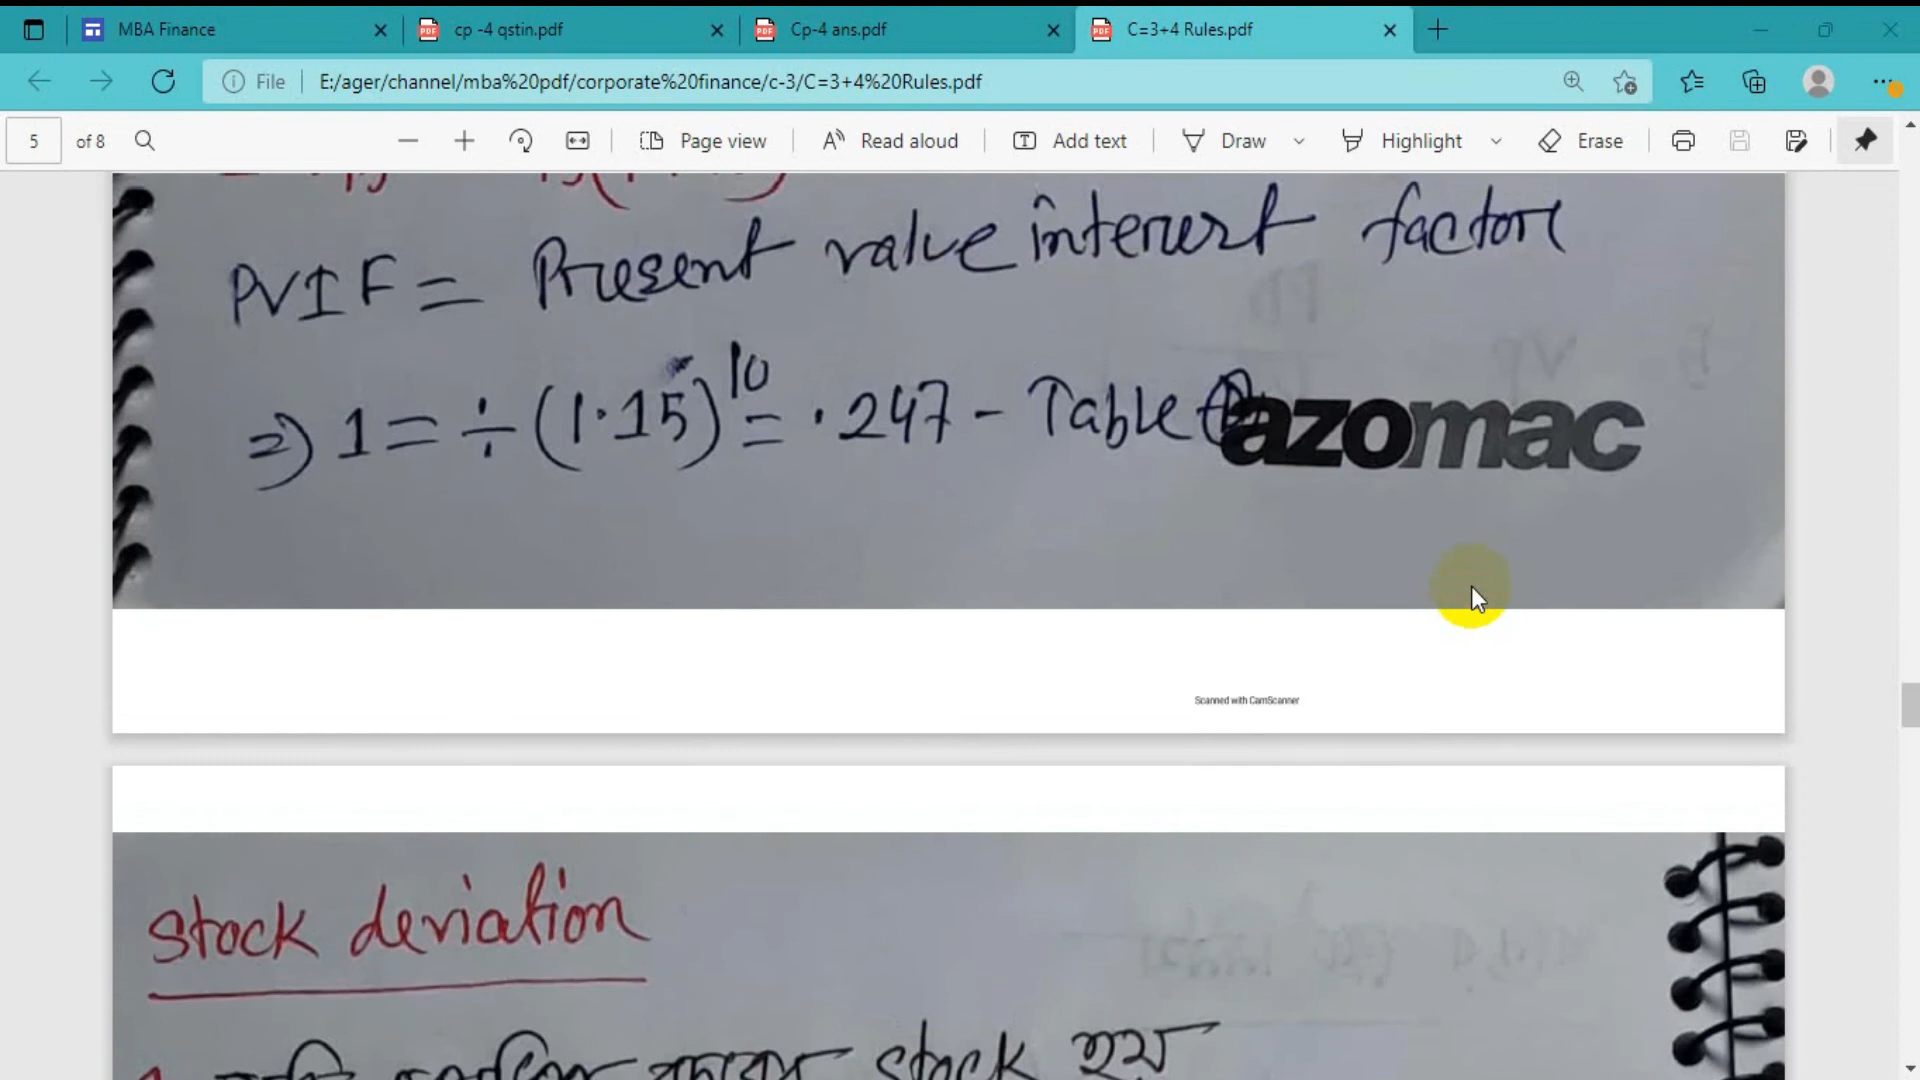 MBA Finance
cp -4 qstin.pdf
Cp-4 ans.pdf
C=3+4 Rules.pdf
File
E:/ager/channel/mba%20pdf/corporate%20finance/c-3/C=3+4%20Rules.pdf
5 of 8
Page view
Read aloud
Add text
Draw
Highlight
Erase
PVIF = Present value interest factor
⇒) 1 = ÷ (1.15)^10 = .247 - Table
azomac
Scanned with CamScanner
Stock deviation
stock হয়